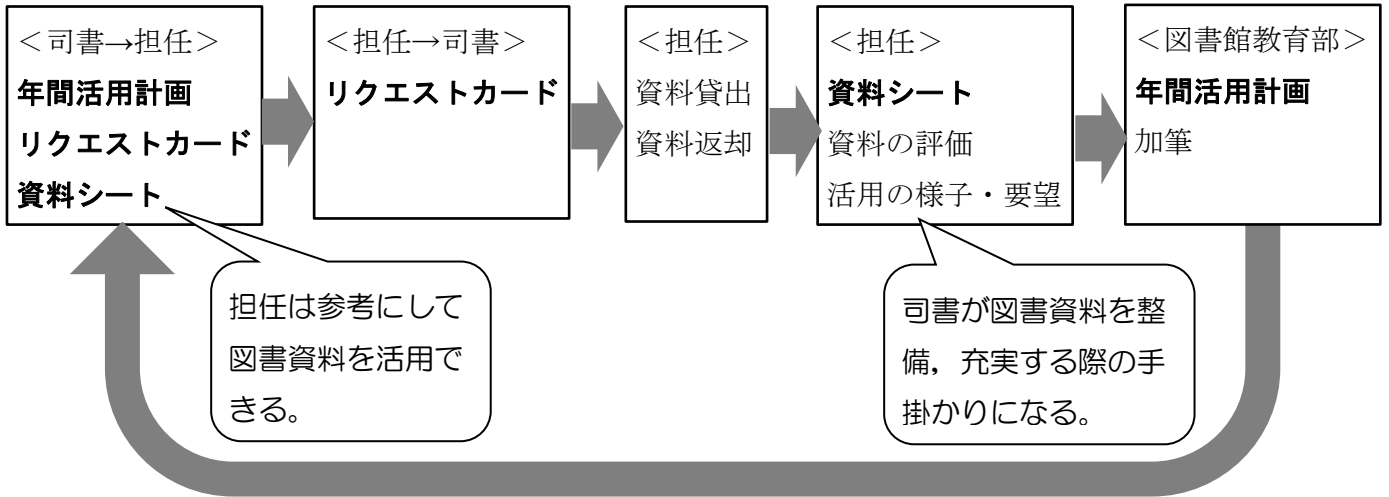 ＜司書→担任＞
年間活用計画
リクエストカード
資料シート
＜担任→司書＞
リクエストカード
＜担任＞
資料貸出
資料返却
＜担任＞
資料シート
資料の評価
活用の様子・要望
＜図書館教育部＞
年間活用計画
加筆
担任は参考にして
図書資料を活用で
きる。
司書が図書資料を整
備，充実する際の手
掛かりになる。